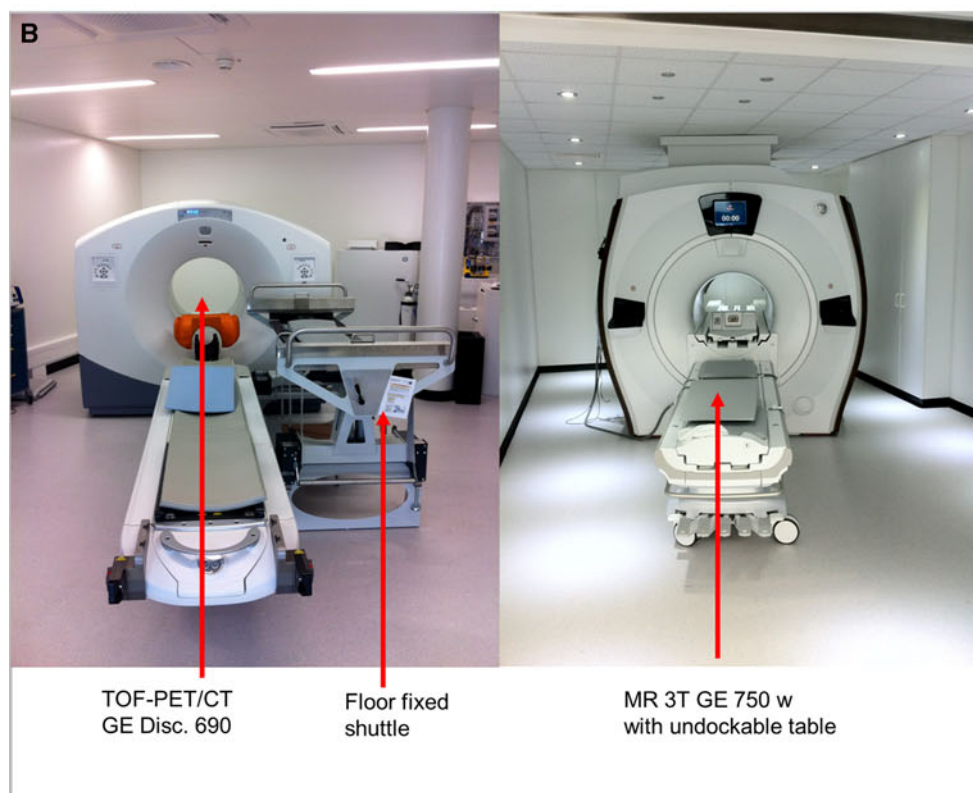 B
00:00
TOF-PET/CT
GE Disc. 690
Floor fixed
shuttle
MR 3T GE 750 w
with undockable table